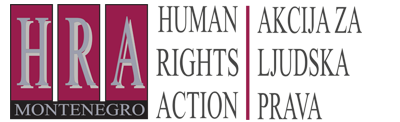 HRA
MONTENEGRO
HUMAN
RIGHTS
ACTION
AKCIJA ZA
LJUDSKA
PRAVA